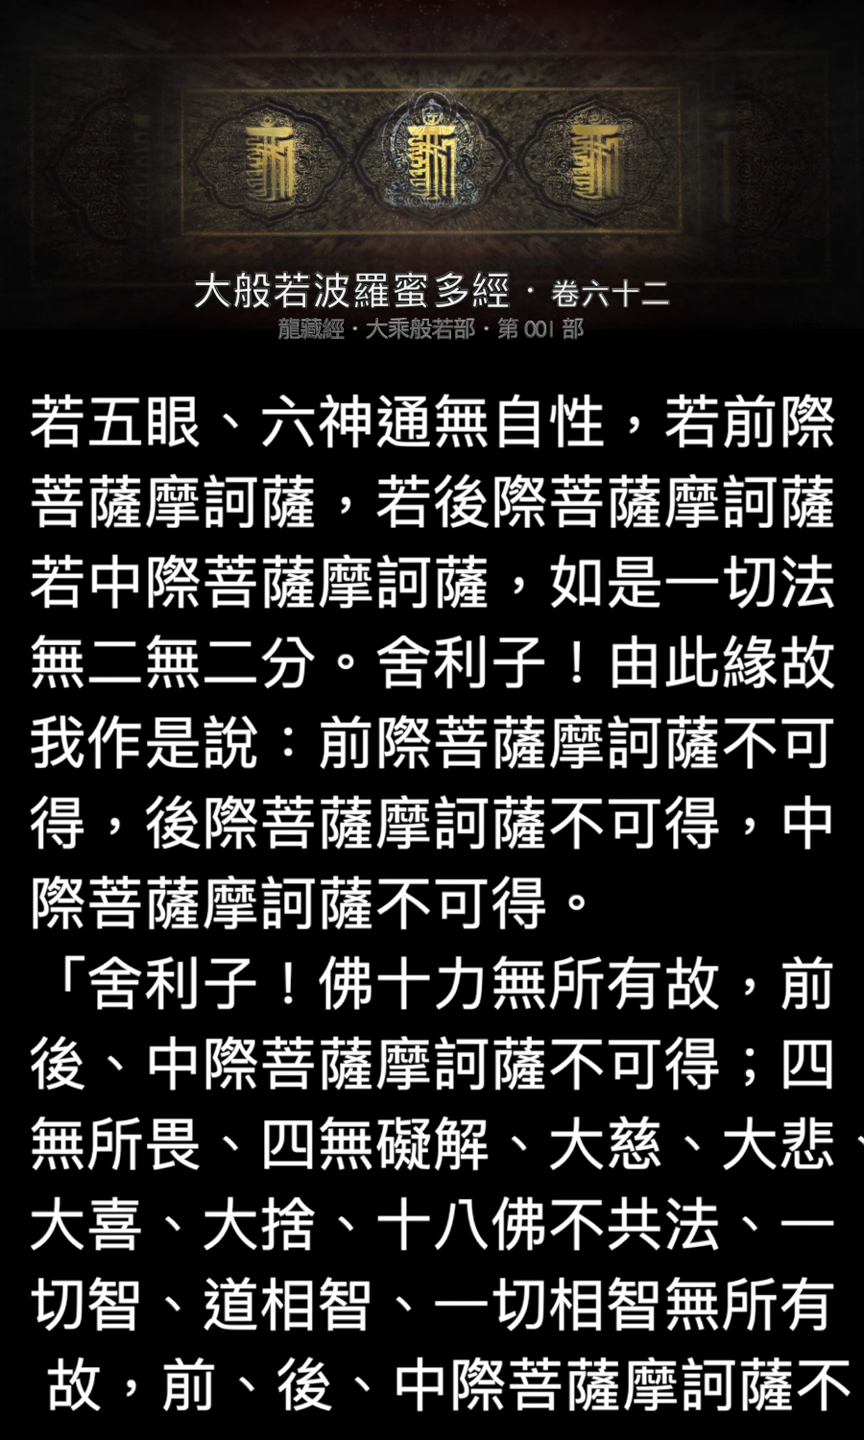 大般若波羅蜜多經・卷六十二
龍藏經・大乘般若部・第 001 部
若五眼、六神通無自性，若前際
菩薩摩訶薩，若後際菩薩摩訶薩
若中際菩薩摩訶薩，如是一切法
無二無二分。舍利子！由此緣故
我作是說：前際菩薩摩訶薩不可
得，後際菩薩摩訶薩不可得，中
際菩薩摩訶薩不可得。
「舍利子！佛十力無所有故，前
後、中際菩薩摩訶薩不可得；四
無所畏、四無礙解、大慈、大悲、
大喜、大捨、十八佛不共法、一
切智、道相智、一切相智無所有
故，前、後、中際菩薩摩訶薩不